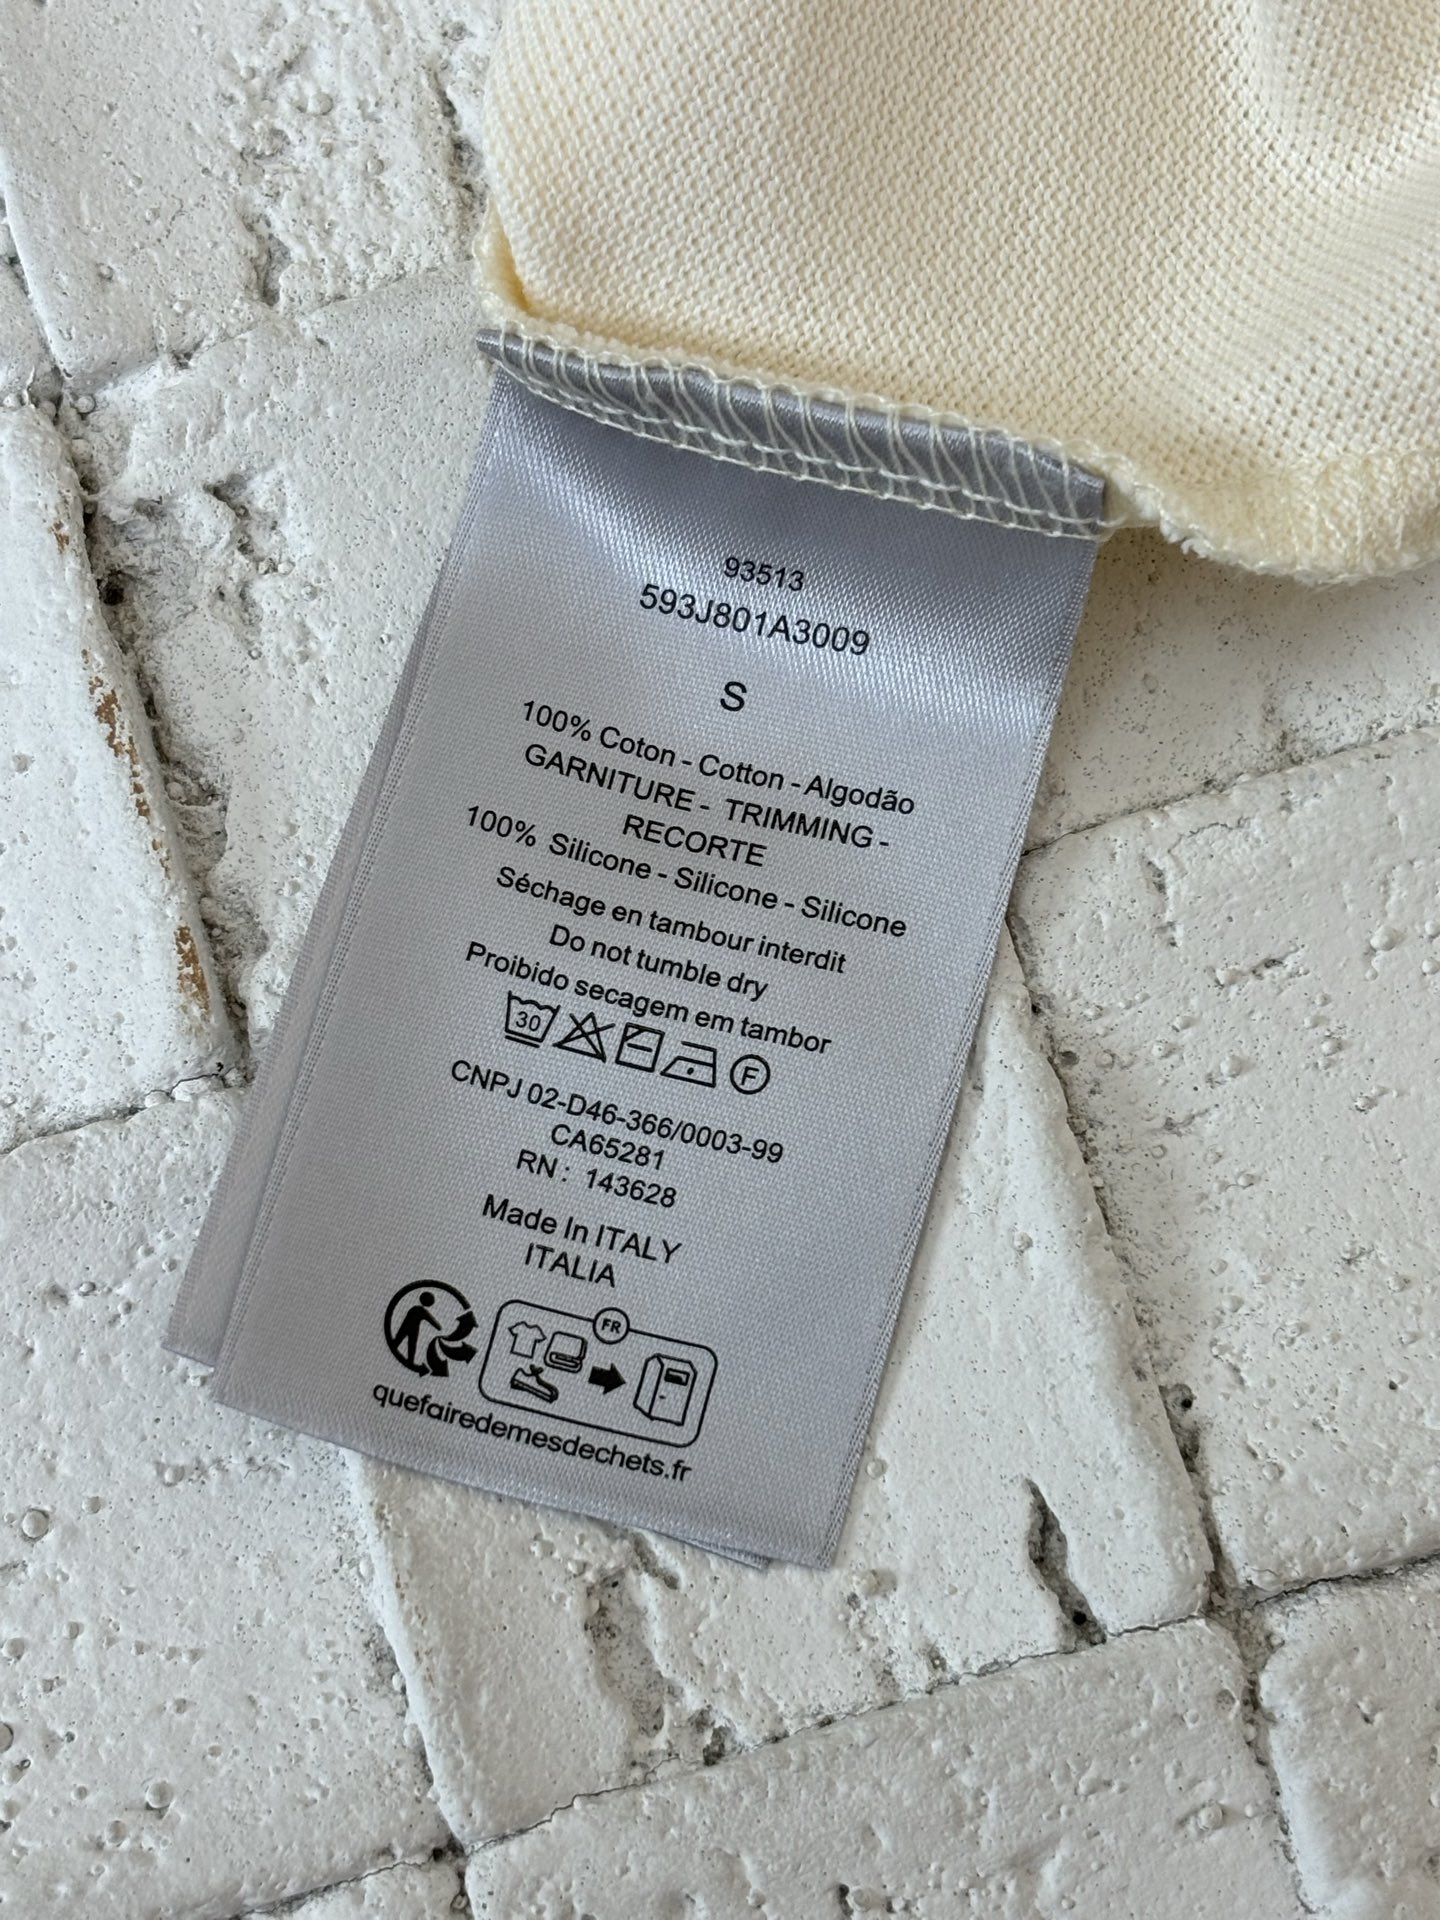 93513
593J801A3009
S
100% Coton - Cotton - Algodão
GARNITURE - TRIMMING -
RECORTE
100% Silicone - Silicone - Silicone
Séchage en tambour interdit
Do not tumble dry
Proibido secagem em tambor
30 F
CNPJ 02-D46-366/0003-99
CA65281
RN : 143628
Made In ITALY
ITALIA
FR
quefairedemesdechets.fr